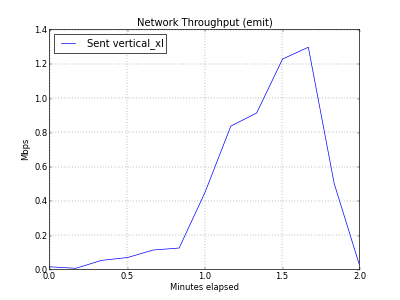 Network Throughput (emit)
1.4
Sent vertical_xl
1.2
1.0
0.8
Mbps
0.6
0.4
0.2
0.0
0.0 0.5 1.0 1.5 2.0
Minutes elapsed